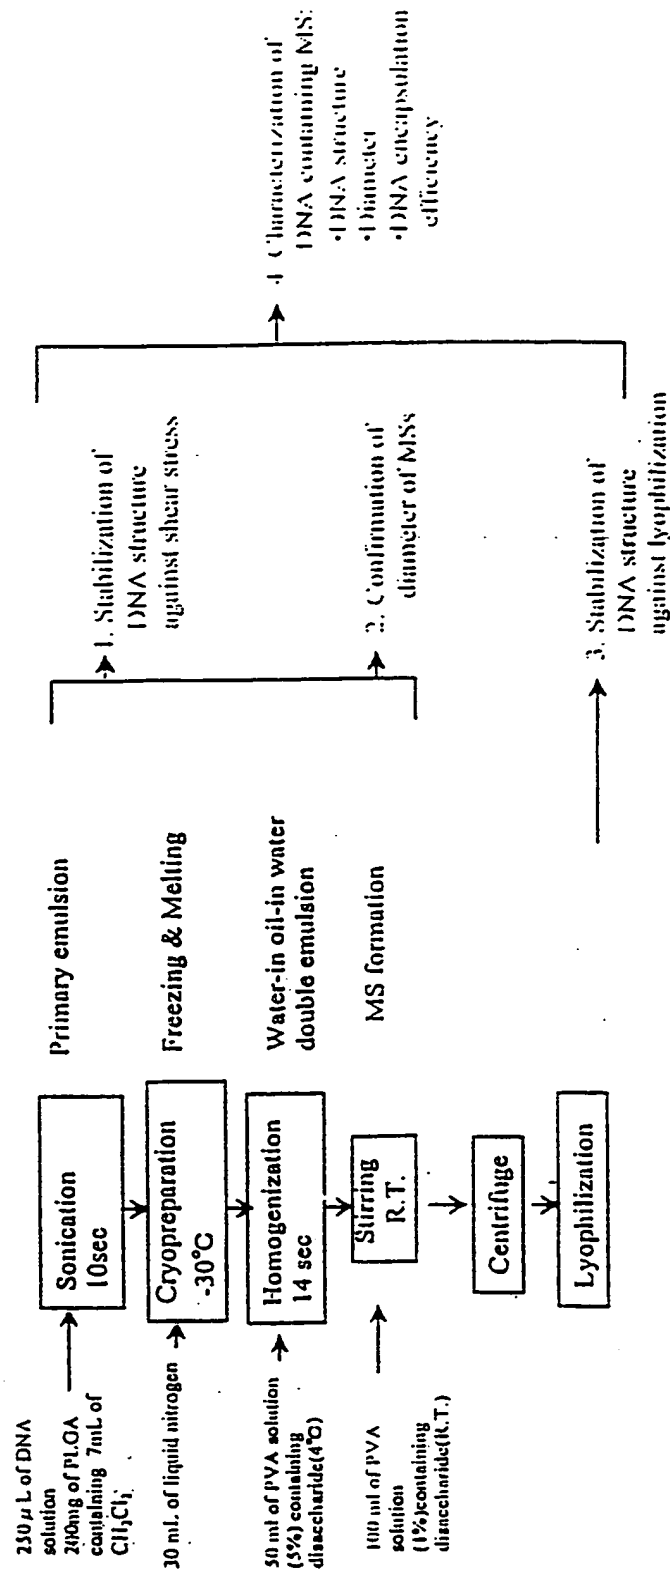 250 µL of DNA
solution
200mg of PLGA
containing 7mL of
CH₂Cl₂
Sonication
10sec
Primary emulsion
30 mL of liquid nitrogen
Cryopreparation
-30°C
Freezing & Melting
50 ml of PVA solution
(5%) containing
disaccharide(4°C)
Homogenization
14 sec
Water-in oil-in water
double emulsion
100 ml of PVA
solution
(1%)containing
disaccharide(R.T.)
Stirring
R.T.
MS formation
Centrifuge
Lyophilization
1. Stabilization of
DNA structure
against shear stress
2. Confirmation of
diameter of MSs
3. Stabilization of
DNA structure
against lyophilization
4. Characterization of
DNA containing MS:
•DNA structure
•Diameter
•DNA encapsulation
efficiency